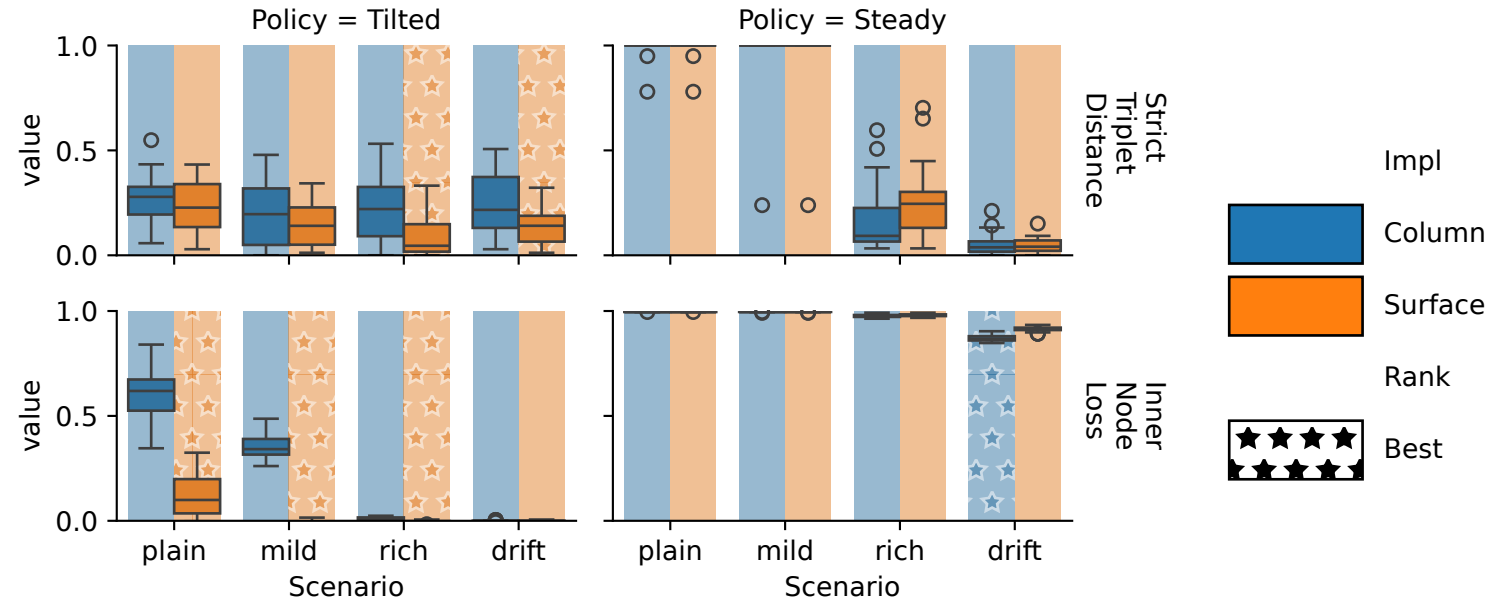 Policy = Tilted
Policy = Steady
1.0
0.5
0.0
value
Strict
Triplet
Distance
1.0
0.5
0.0
value
Inner
Node
Loss
plain mild rich drift
Scenario
plain mild rich drift
Scenario
Impl
Column
Surface
Rank
Best